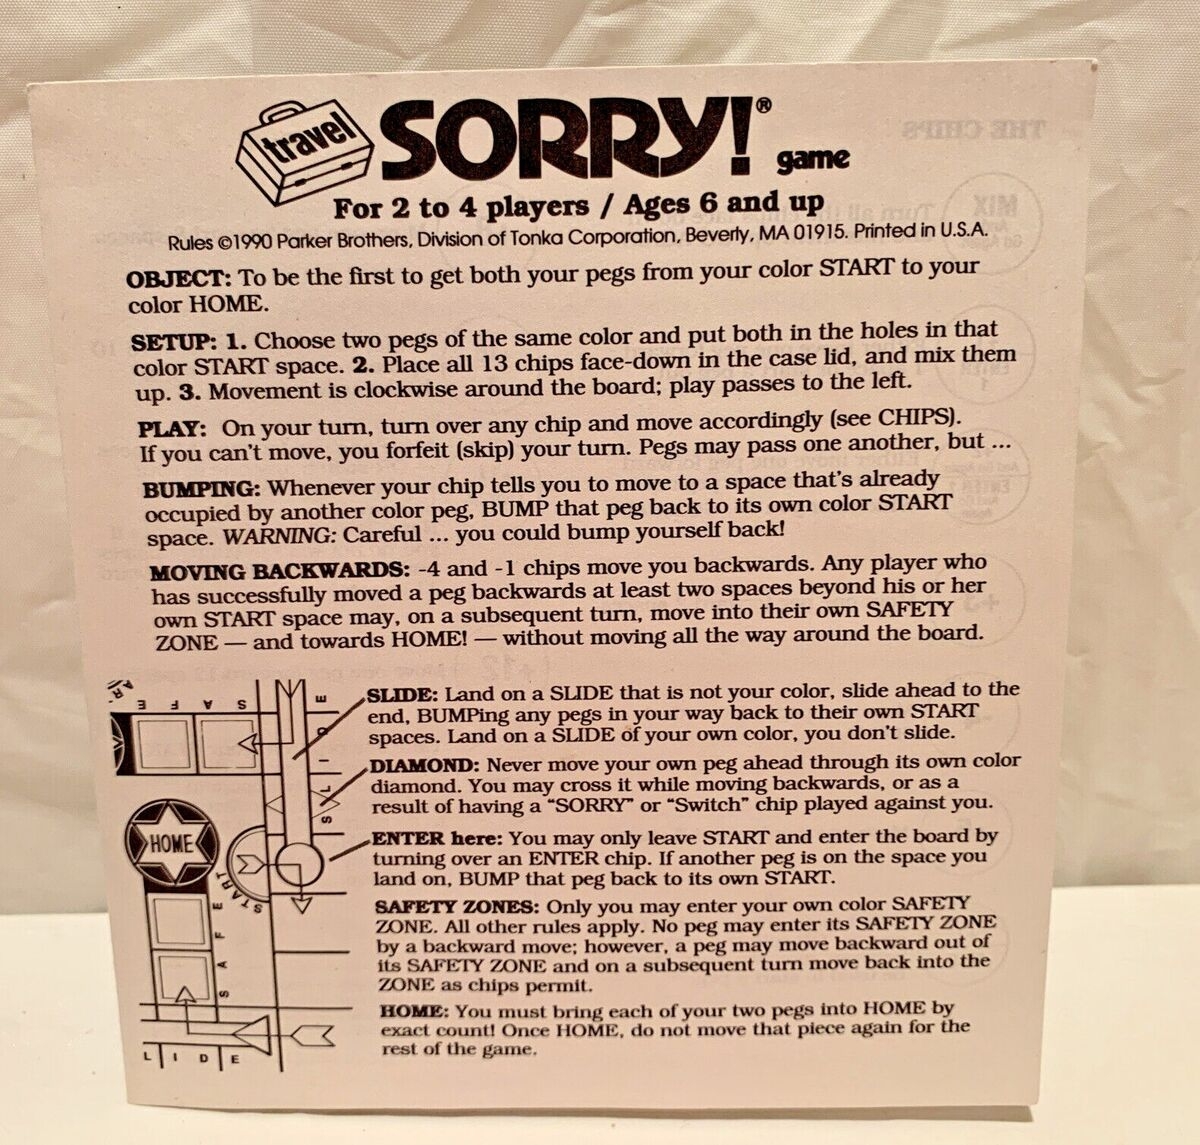 travel
SORRY!® game
For 2 to 4 players / Ages 6 and up
Rules ©1990 Parker Brothers, Division of Tonka Corporation, Beverly, MA 01915. Printed in U.S.A.
OBJECT: To be the first to get both your pegs from your color START to your
color HOME.
SETUP: 1. Choose two pegs of the same color and put both in the holes in that
color START space. 2. Place all 13 chips face-down in the case lid, and mix them
up. 3. Movement is clockwise around the board; play passes to the left.
PLAY: On your turn, turn over any chip and move accordingly (see CHIPS).
If you can't move, you forfeit (skip) your turn. Pegs may pass one another, but ...
BUMPING: Whenever your chip tells you to move to a space that's already
occupied by another color peg, BUMP that peg back to its own color START
space. WARNING: Careful ... you could bump yourself back!
MOVING BACKWARDS: -4 and -1 chips move you backwards. Any player who
has successfully moved a peg backwards at least two spaces beyond his or her
own START space may, on a subsequent turn, move into their own SAFETY
ZONE — and towards HOME! — without moving all the way around the board.
SLIDE: Land on a SLIDE that is not your color, slide ahead to the
end, BUMPing any pegs in your way back to their own START
spaces. Land on a SLIDE of your own color, you don't slide.
DIAMOND: Never move your own peg ahead through its own color
diamond. You may cross it while moving backwards, or as a
result of having a "SORRY" or "Switch" chip played against you.
ENTER here: You may only leave START and enter the board by
turning over an ENTER chip. If another peg is on the space you
land on, BUMP that peg back to its own START.
SAFETY ZONES: Only you may enter your own color SAFETY
ZONE. All other rules apply. No peg may enter its SAFETY ZONE
by a backward move; however, a peg may move backward out of
its SAFETY ZONE and on a subsequent turn move back into the
ZONE as chips permit.
HOME: You must bring each of your two pegs into HOME by
exact count! Once HOME, do not move that piece again for the
rest of the game.
SAFE
SLIDE
HOME
START
SAFE
LIDE
THE CHIPS
MIX